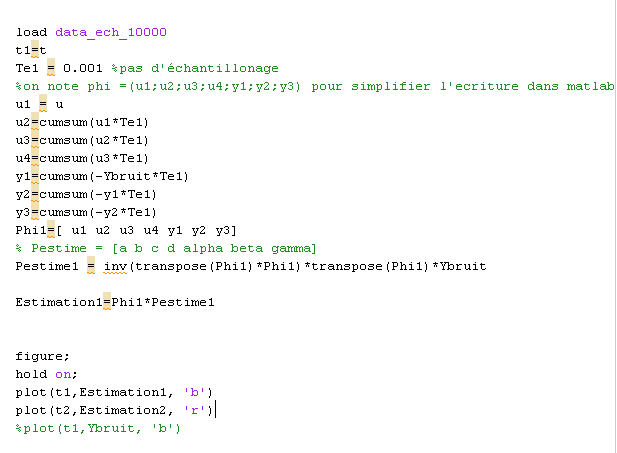 load data_ech_10000
t1=t
Te1 = 0.001 %pas d'échantillonage
%on note phi =(u1;u2;u3;u4;y1;y2;y3) pour simplifier l'ecriture dans matlab
u1 = u
u2=cumsum(u1*Te1)
u3=cumsum(u2*Te1)
u4=cumsum(u3*Te1)
y1=cumsum(-Ybruit*Te1)
y2=cumsum(-y1*Te1)
y3=cumsum(-y2*Te1)
Phi1=[ u1 u2 u3 u4 y1 y2 y3]
% Pestime = [a b c d alpha beta gamma]
Pestime1 = inv(transpose(Phi1)*Phi1)*transpose(Phi1)*Ybruit
Estimation1=Phi1*Pestime1
figure;
hold on;
plot(t1,Estimation1, 'b')
plot(t2,Estimation2, 'r')
%plot(t1,Ybruit, 'b')